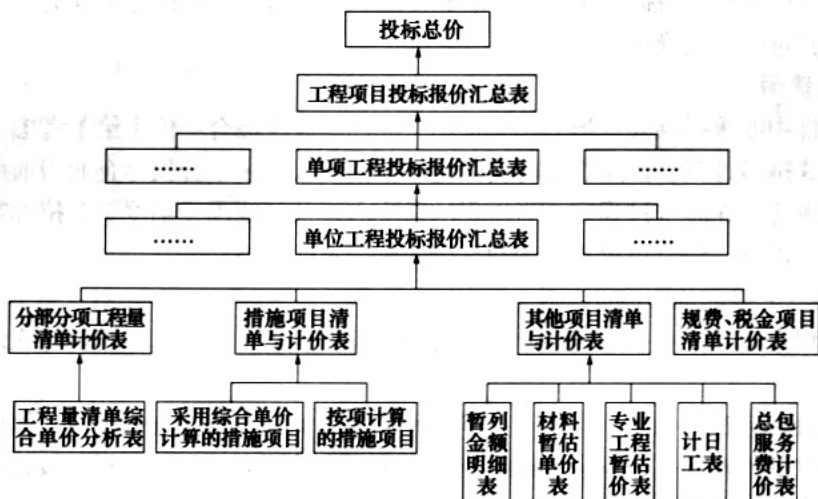 投标总价
工程项目投标报价汇总表
……
单项工程投标报价汇总表
……
……
单位工程投标报价汇总表
……
分部分项工程量
清单计价表
措施项目清
单与计价表
其他项目清单
与计价表
规费、税金项目
清单计价表
工程量清单综
合单价分析表
采用综合单价
计算的措施项目
按项计算
的措施项目
暂列
金额
明细
表
材料
暂估
单价
表
专业
工程
暂估
价表
计日
工表
总包
服务
费计
价表